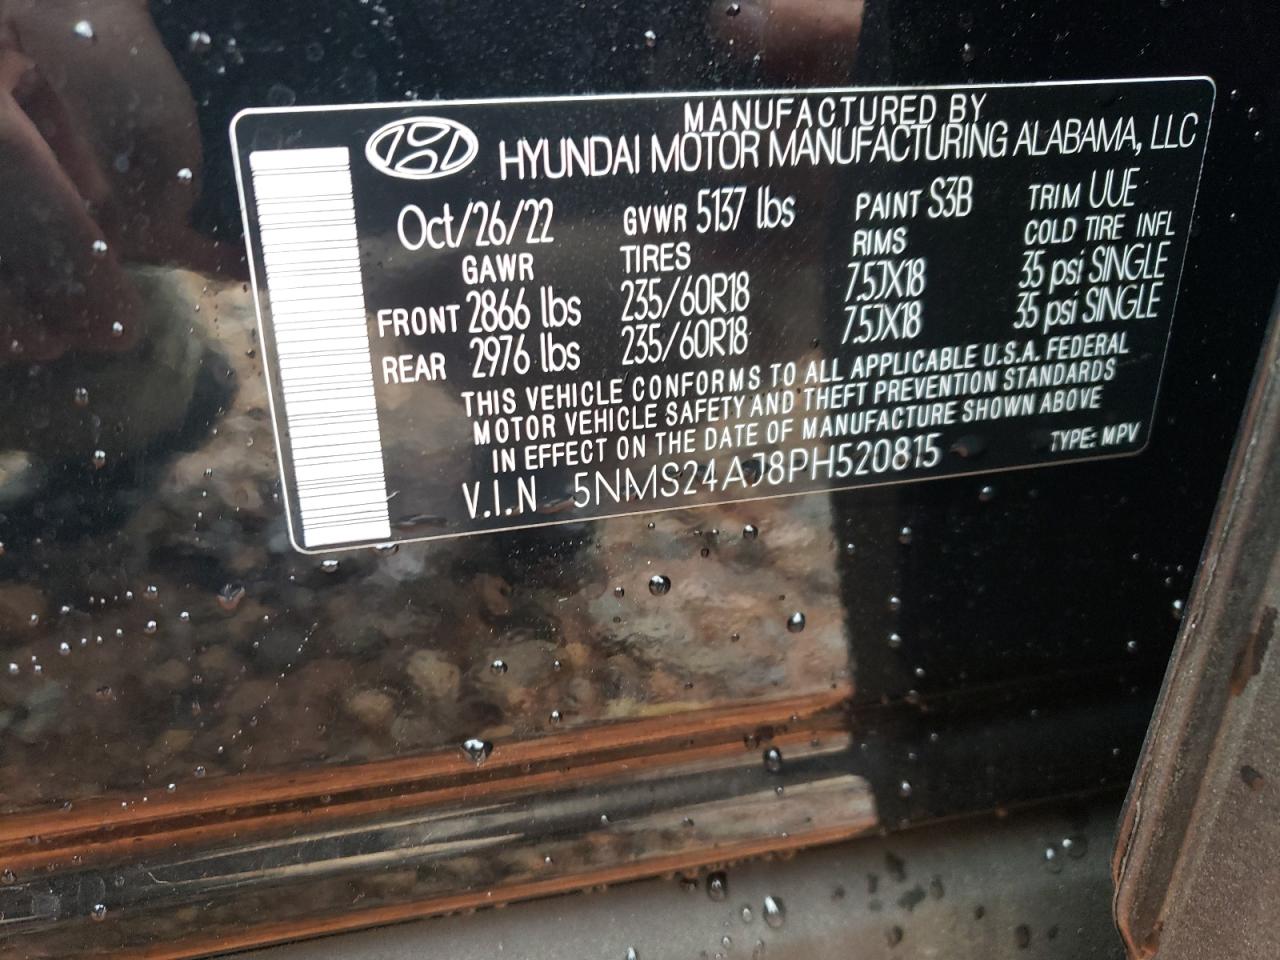 MANUFACTURED BY
HYUNDAI MOTOR MANUFACTURING ALABAMA, LLC
Oct/26/22 GVWR 5137 lbs PAINT S3B TRIM UUE
GAWR TIRES RIMS COLD TIRE INFL
FRONT 2866 lbs 235/60R18 7.5JX18 35 psi SINGLE
REAR 2976 lbs 235/60R18 7.5JX18 35 psi SINGLE
THIS VEHICLE CONFORMS TO ALL APPLICABLE U.S.A. FEDERAL
MOTOR VEHICLE SAFETY AND THEFT PREVENTION STANDARDS
IN EFFECT ON THE DATE OF MANUFACTURE SHOWN ABOVE
V.I.N 5NMS24AJ8PH520815 TYPE: MPV